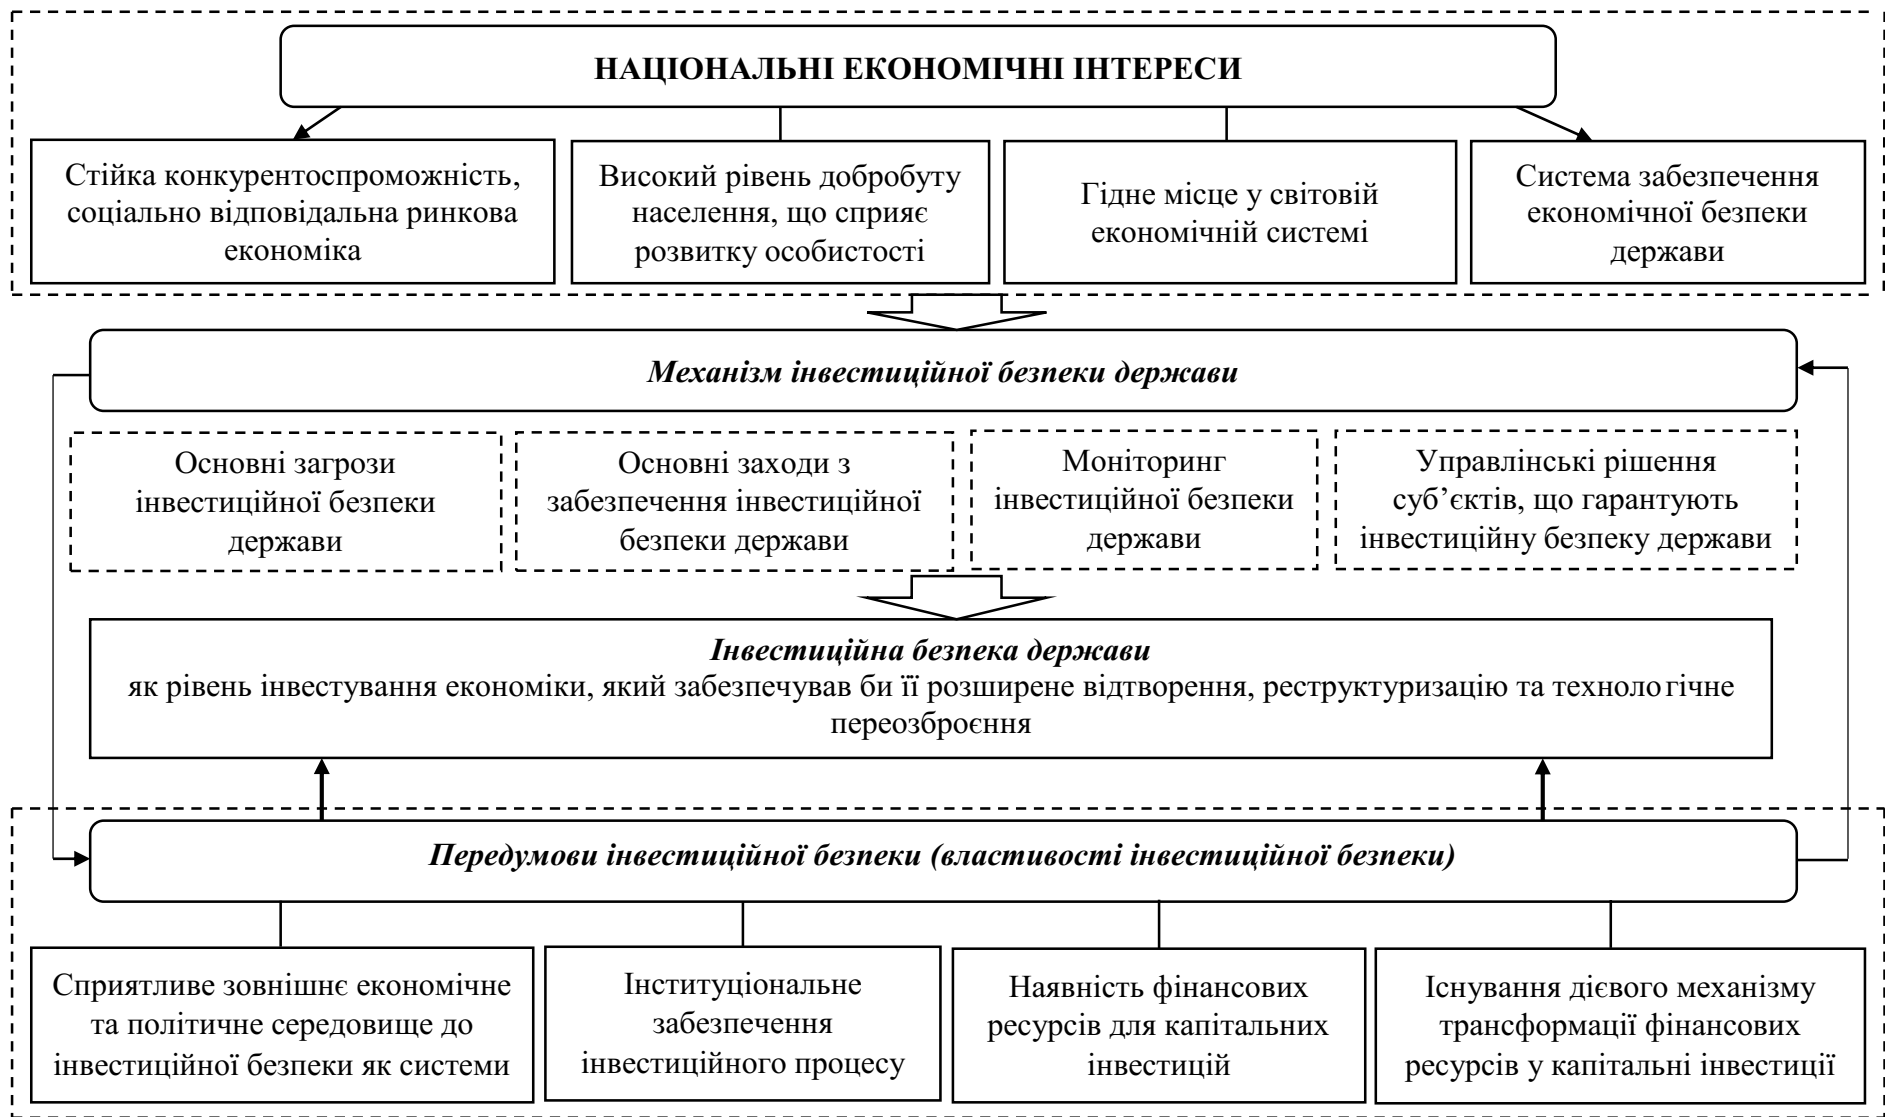 НАЦІОНАЛЬНІ ЕКОНОМІЧНІ ІНТЕРЕСИ
Стійка конкурентоспроможність,
соціально відповідальна ринкова
економіка
Високий рівень добробуту
населення, що сприяє
розвитку особистості
Гідне місце у світовій
економічній системі
Система забезпечення
економічної безпеки
держави
Механізм інвестиційної безпеки держави
Основні загрози
інвестиційної безпеки
держави
Основні заходи з
забезпечення інвестиційної
безпеки держави
Моніторинг
інвестиційної безпеки
держави
Управлінські рішення
суб’єктів, що гарантують
інвестиційну безпеку держави
Інвестиційна безпека держави
як рівень інвестування економіки, який забезпечував би її розширене відтворення, реструктуризацію та технологічне
переозброєння
Передумови інвестиційної безпеки (властивості інвестиційної безпеки)
Сприятливе зовнішнє економічне
та політичне середовище до
інвестиційної безпеки як системи
Інституціональне
забезпечення
інвестиційного процесу
Наявність фінансових
ресурсів для капітальних
інвестицій
Існування дієвого механізму
трансформації фінансових
ресурсів у капітальні інвестиції